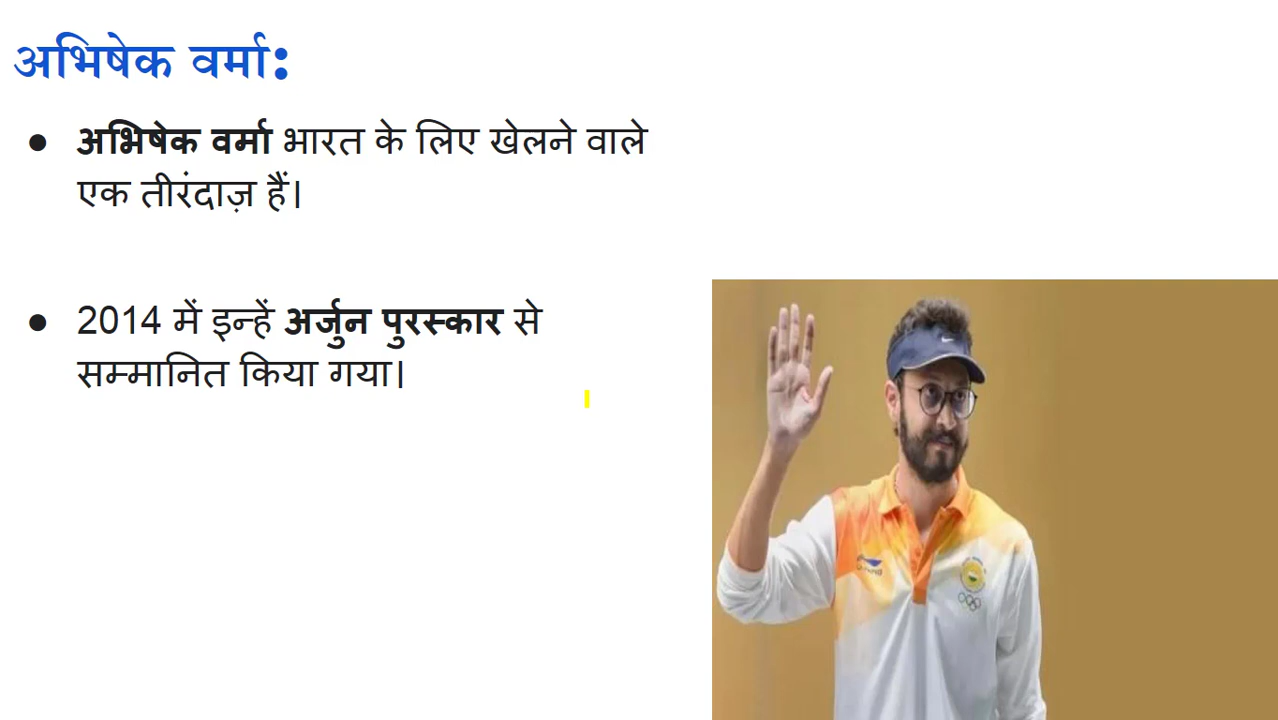 अभिषेक वर्मा:
● अभिषेक वर्मा भारत के लिए खेलने वाले
एक तीरंदाज़ हैं।
● 2014 में इन्हें अर्जुन पुरस्कार से
सम्मानित किया गया।